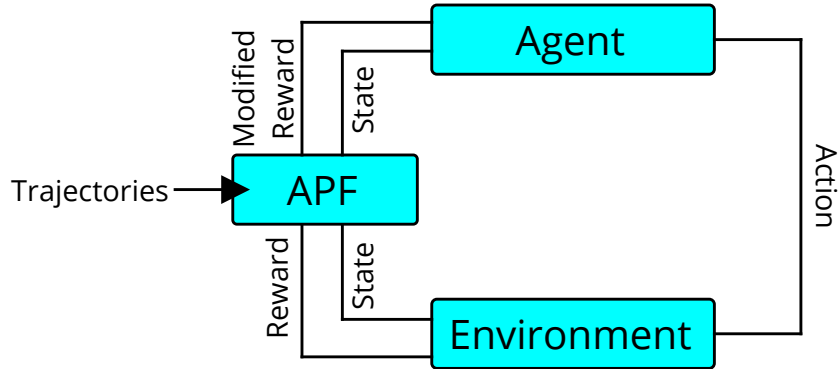 Agent
Modified
Reward
State
Action
Trajectories
APF
Reward
State
Environment